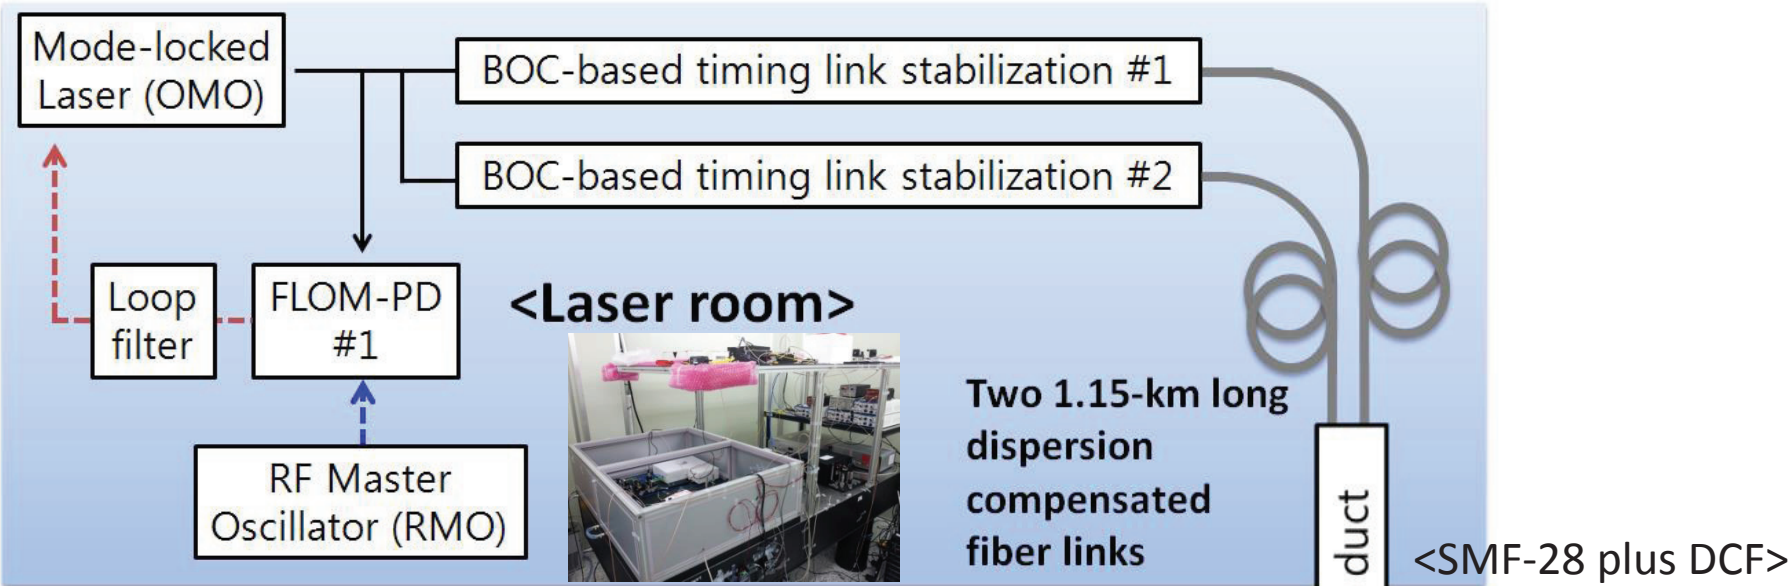 Mode-locked
Laser (OMO)
BOC-based timing link stabilization #1
BOC-based timing link stabilization #2
Loop
filter
FLOM-PD
#1
<Laser room>
RF Master
Oscillator (RMO)
Two 1.15-km long
dispersion
compensated
fiber links
duct
<SMF-28 plus DCF>